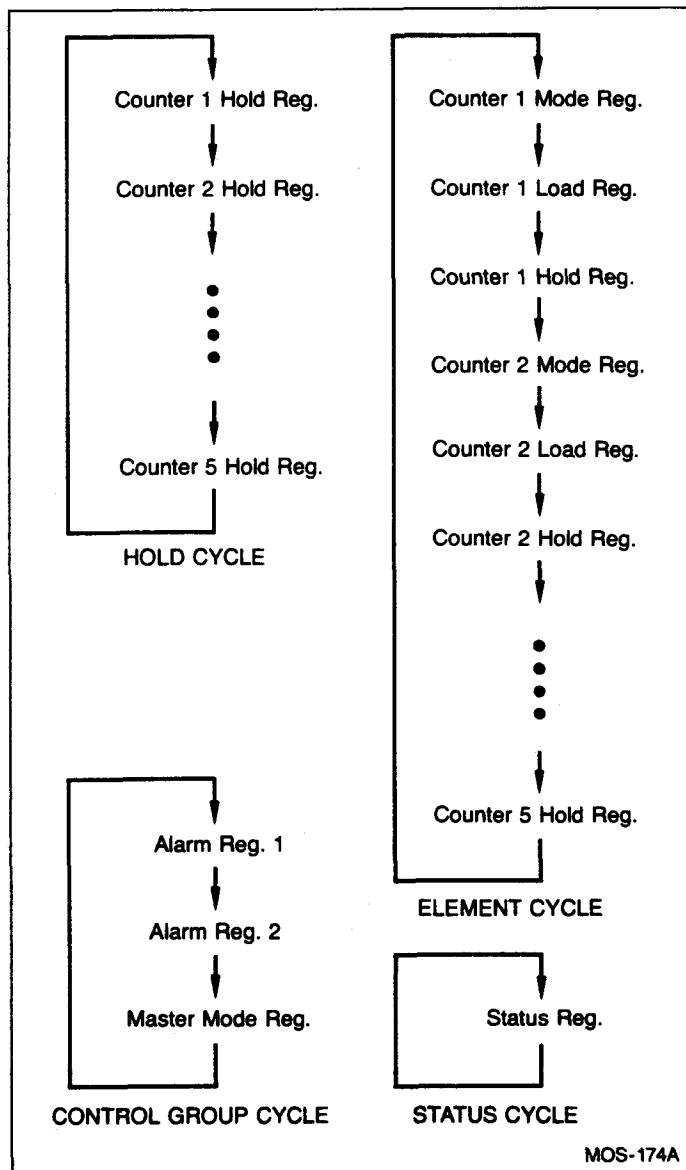 Counter 1 Hold Reg.
Counter 2 Hold Reg.
Counter 5 Hold Reg.
HOLD CYCLE
Counter 1 Mode Reg.
Counter 1 Load Reg.
Counter 1 Hold Reg.
Counter 2 Mode Reg.
Counter 2 Load Reg.
Counter 2 Hold Reg.
Counter 5 Hold Reg.
ELEMENT CYCLE
Alarm Reg. 1
Alarm Reg. 2
Master Mode Reg.
CONTROL GROUP CYCLE
Status Reg.
STATUS CYCLE
MOS-174A